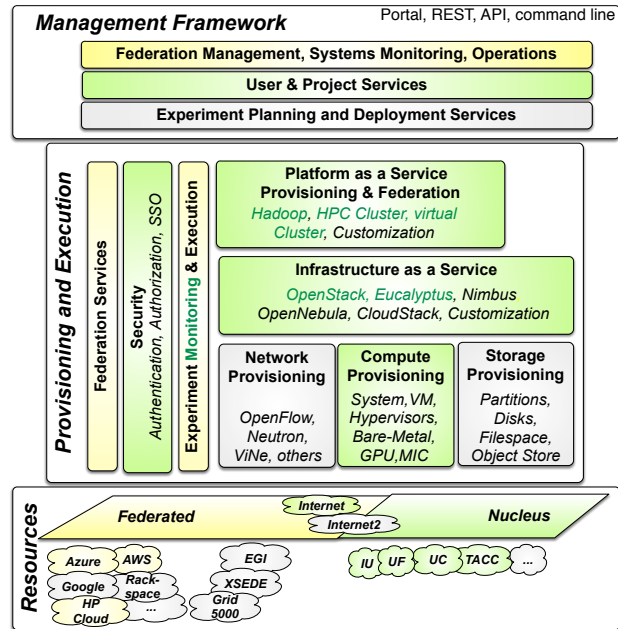 Management Framework
Portal, REST, API, command line
Federation Management, Systems Monitoring, Operations
User & Project Services
Experiment Planning and Deployment Services
Provisioning and Execution
Federation Services
Security
Authentication, Authorization, SSO
Experiment Monitoring & Execution
Platform as a Service
Provisioning & Federation
Hadoop, HPC Cluster, virtual
Cluster, Customization
Infrastructure as a Service
OpenStack, Eucalyptus, Nimbus
OpenNebula, CloudStack, Customization
Network
Provisioning
OpenFlow,
Neutron,
ViNe, others
Compute
Provisioning
System,VM,
Hypervisors,
Bare-Metal,
GPU,MIC
Storage
Provisioning
Partitions,
Disks,
Filespace,
Object Store
Resources
Federated
Internet
Internet2
Nucleus
Azure
AWS
Google
Rack-
space
HP
Cloud
...
EGI
XSEDE
Grid
5000
IU
UF
UC
TACC
...